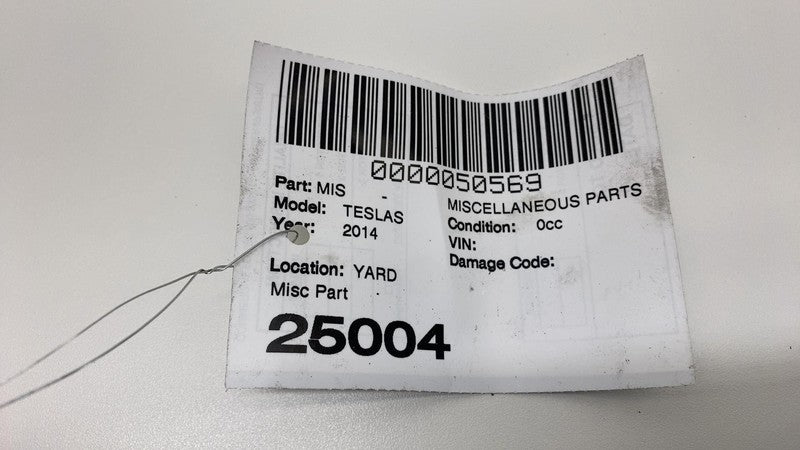 0000050569
Part: MIS - MISCELLANEOUS PARTS
Model: TESLAS Condition: 0cc
Year: 2014 VIN:
Location: YARD Damage Code:
Misc Part
25004